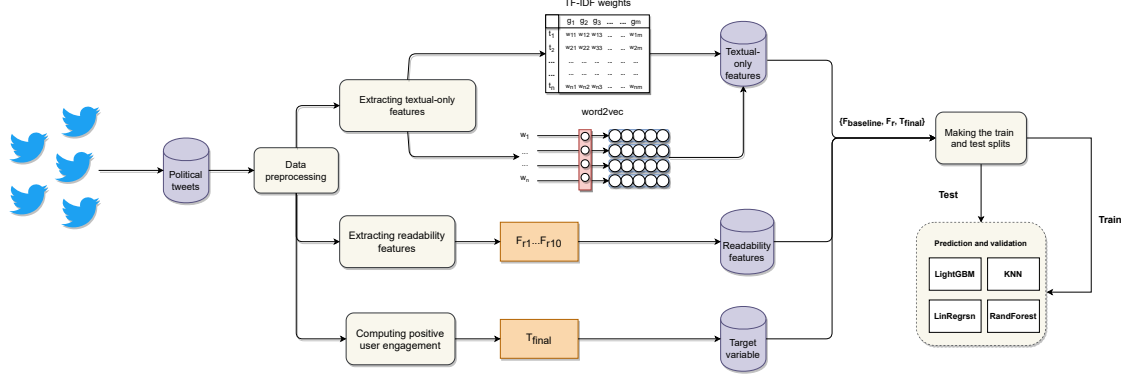 TF-IDF weights
g1 g2 g3 ... ... gm
t1 w11 w12 w13 ... ... w1m
t2 w21 w22 w33 ... ... w2m
... ... ... ... ... ... ...
... ... ... ... ... ... ...
tn wn1 wn2 wn3 ... ... wnm
Textual-
only
features
Extracting textual-only
features
word2vec
w1
...
...
wn
Political
tweets
Data
preprocessing
Extracting readability
features
Fr1...Fr10
Readability
features
Computing positive
user engagement
Tfinal
Target
variable
{Fbaseline, Fr, Tfinal}
Making the train
and test splits
Test
Train
Prediction and validation
LightGBM
KNN
LinRegrsn
RandForest